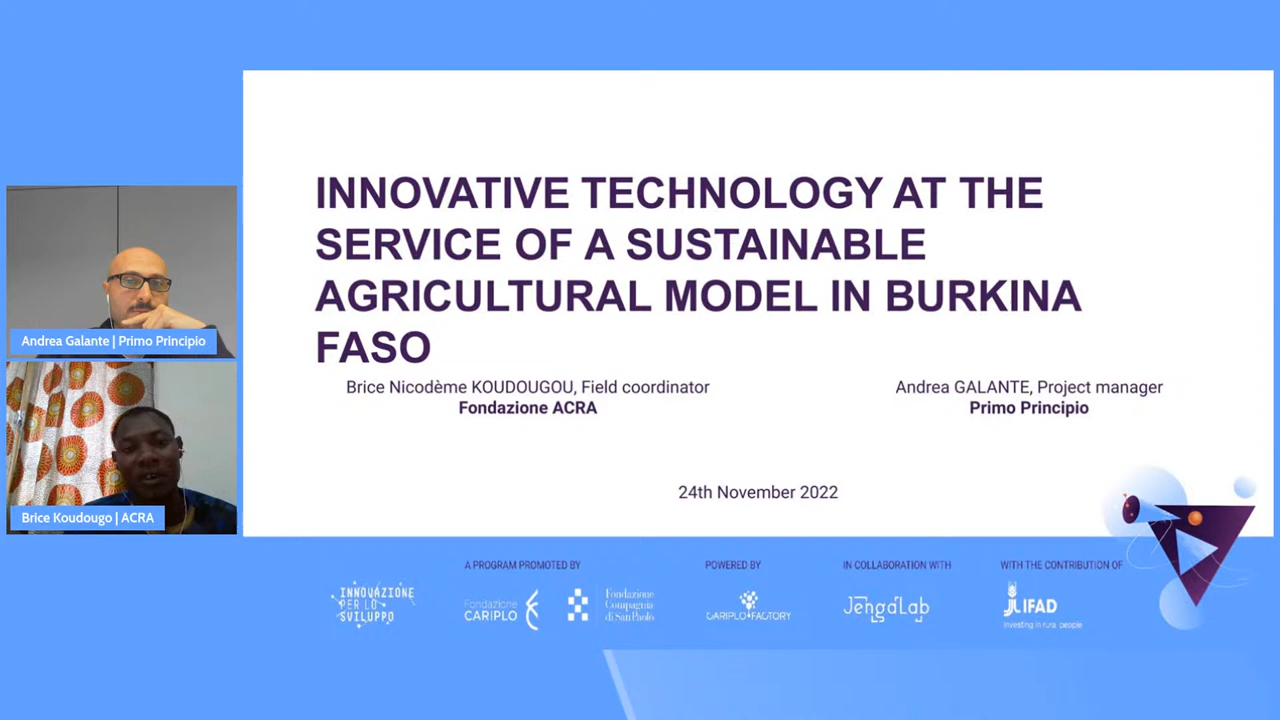 INNOVATIVE TECHNOLOGY AT THE
SERVICE OF A SUSTAINABLE
AGRICULTURAL MODEL IN BURKINA
FASO
Brice Nicodème KOUDOUGOU, Field coordinator
Fondazione ACRA
Andrea GALANTE, Project manager
Primo Principio
24th November 2022
Andrea Galante | Primo Principio
Brice Koudougo | ACRA
INNOVAZIONE
PER LO
SVILUPPO
A PROGRAM PROMOTED BY
Fondazione
CARIPLO
Fondazione
Compagnia
di San Paolo
POWERED BY
CARIPLO FACTORY
IN COLLABORATION WITH
JengaLab
WITH THE CONTRIBUTION OF
JLIFAD
Investing in rural people